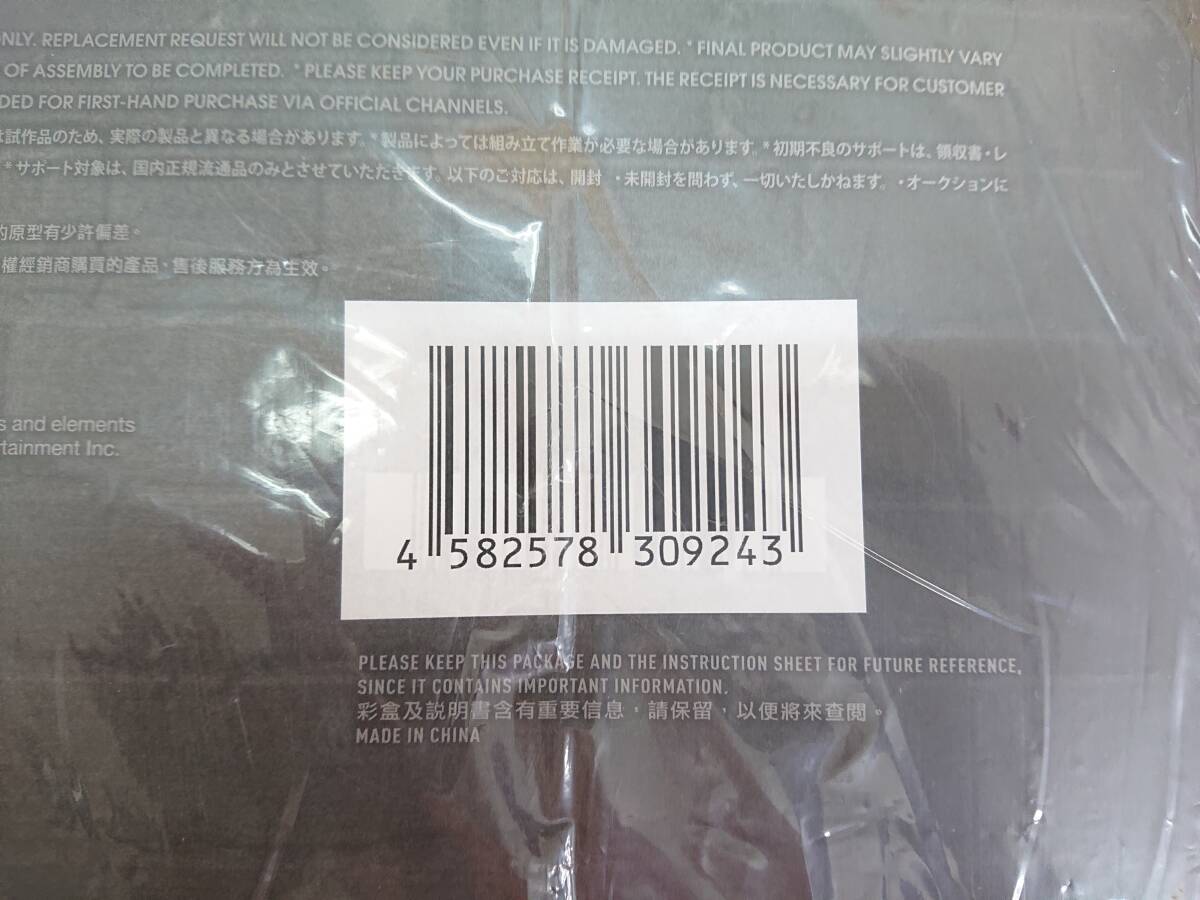 ONLY. REPLACEMENT REQUEST WILL NOT BE CONSIDERED EVEN IF IT IS DAMAGED. * FINAL PRODUCT MAY SLIGHTLY VARY
OF ASSEMBLY TO BE COMPLETED. * PLEASE KEEP YOUR PURCHASE RECEIPT. THE RECEIPT IS NECESSARY FOR CUSTOMER
DED FOR FIRST-HAND PURCHASE VIA OFFICIAL CHANNELS.
は試作品のため、実際の製品と異なる場合があります。*製品によっては組み立て作業が必要な場合があります。*初期不良のサポートは、領収書・レ
*サポート対象は、国内正規流通品のみとさせていただきます。以下のご対応は、開封・未開封を問わず、一切いたしかねます。・オークションに
的原型有少許偏差。
權經銷商購買的產品,售後服務方為生效。
s and elements
rtainment Inc.
4 582578 309243
PLEASE KEEP THIS PACKAGE AND THE INSTRUCTION SHEET FOR FUTURE REFERENCE,
SINCE IT CONTAINS IMPORTANT INFORMATION.
彩盒及説明書含有重要信息,請保留,以便將來查閲。
MADE IN CHINA